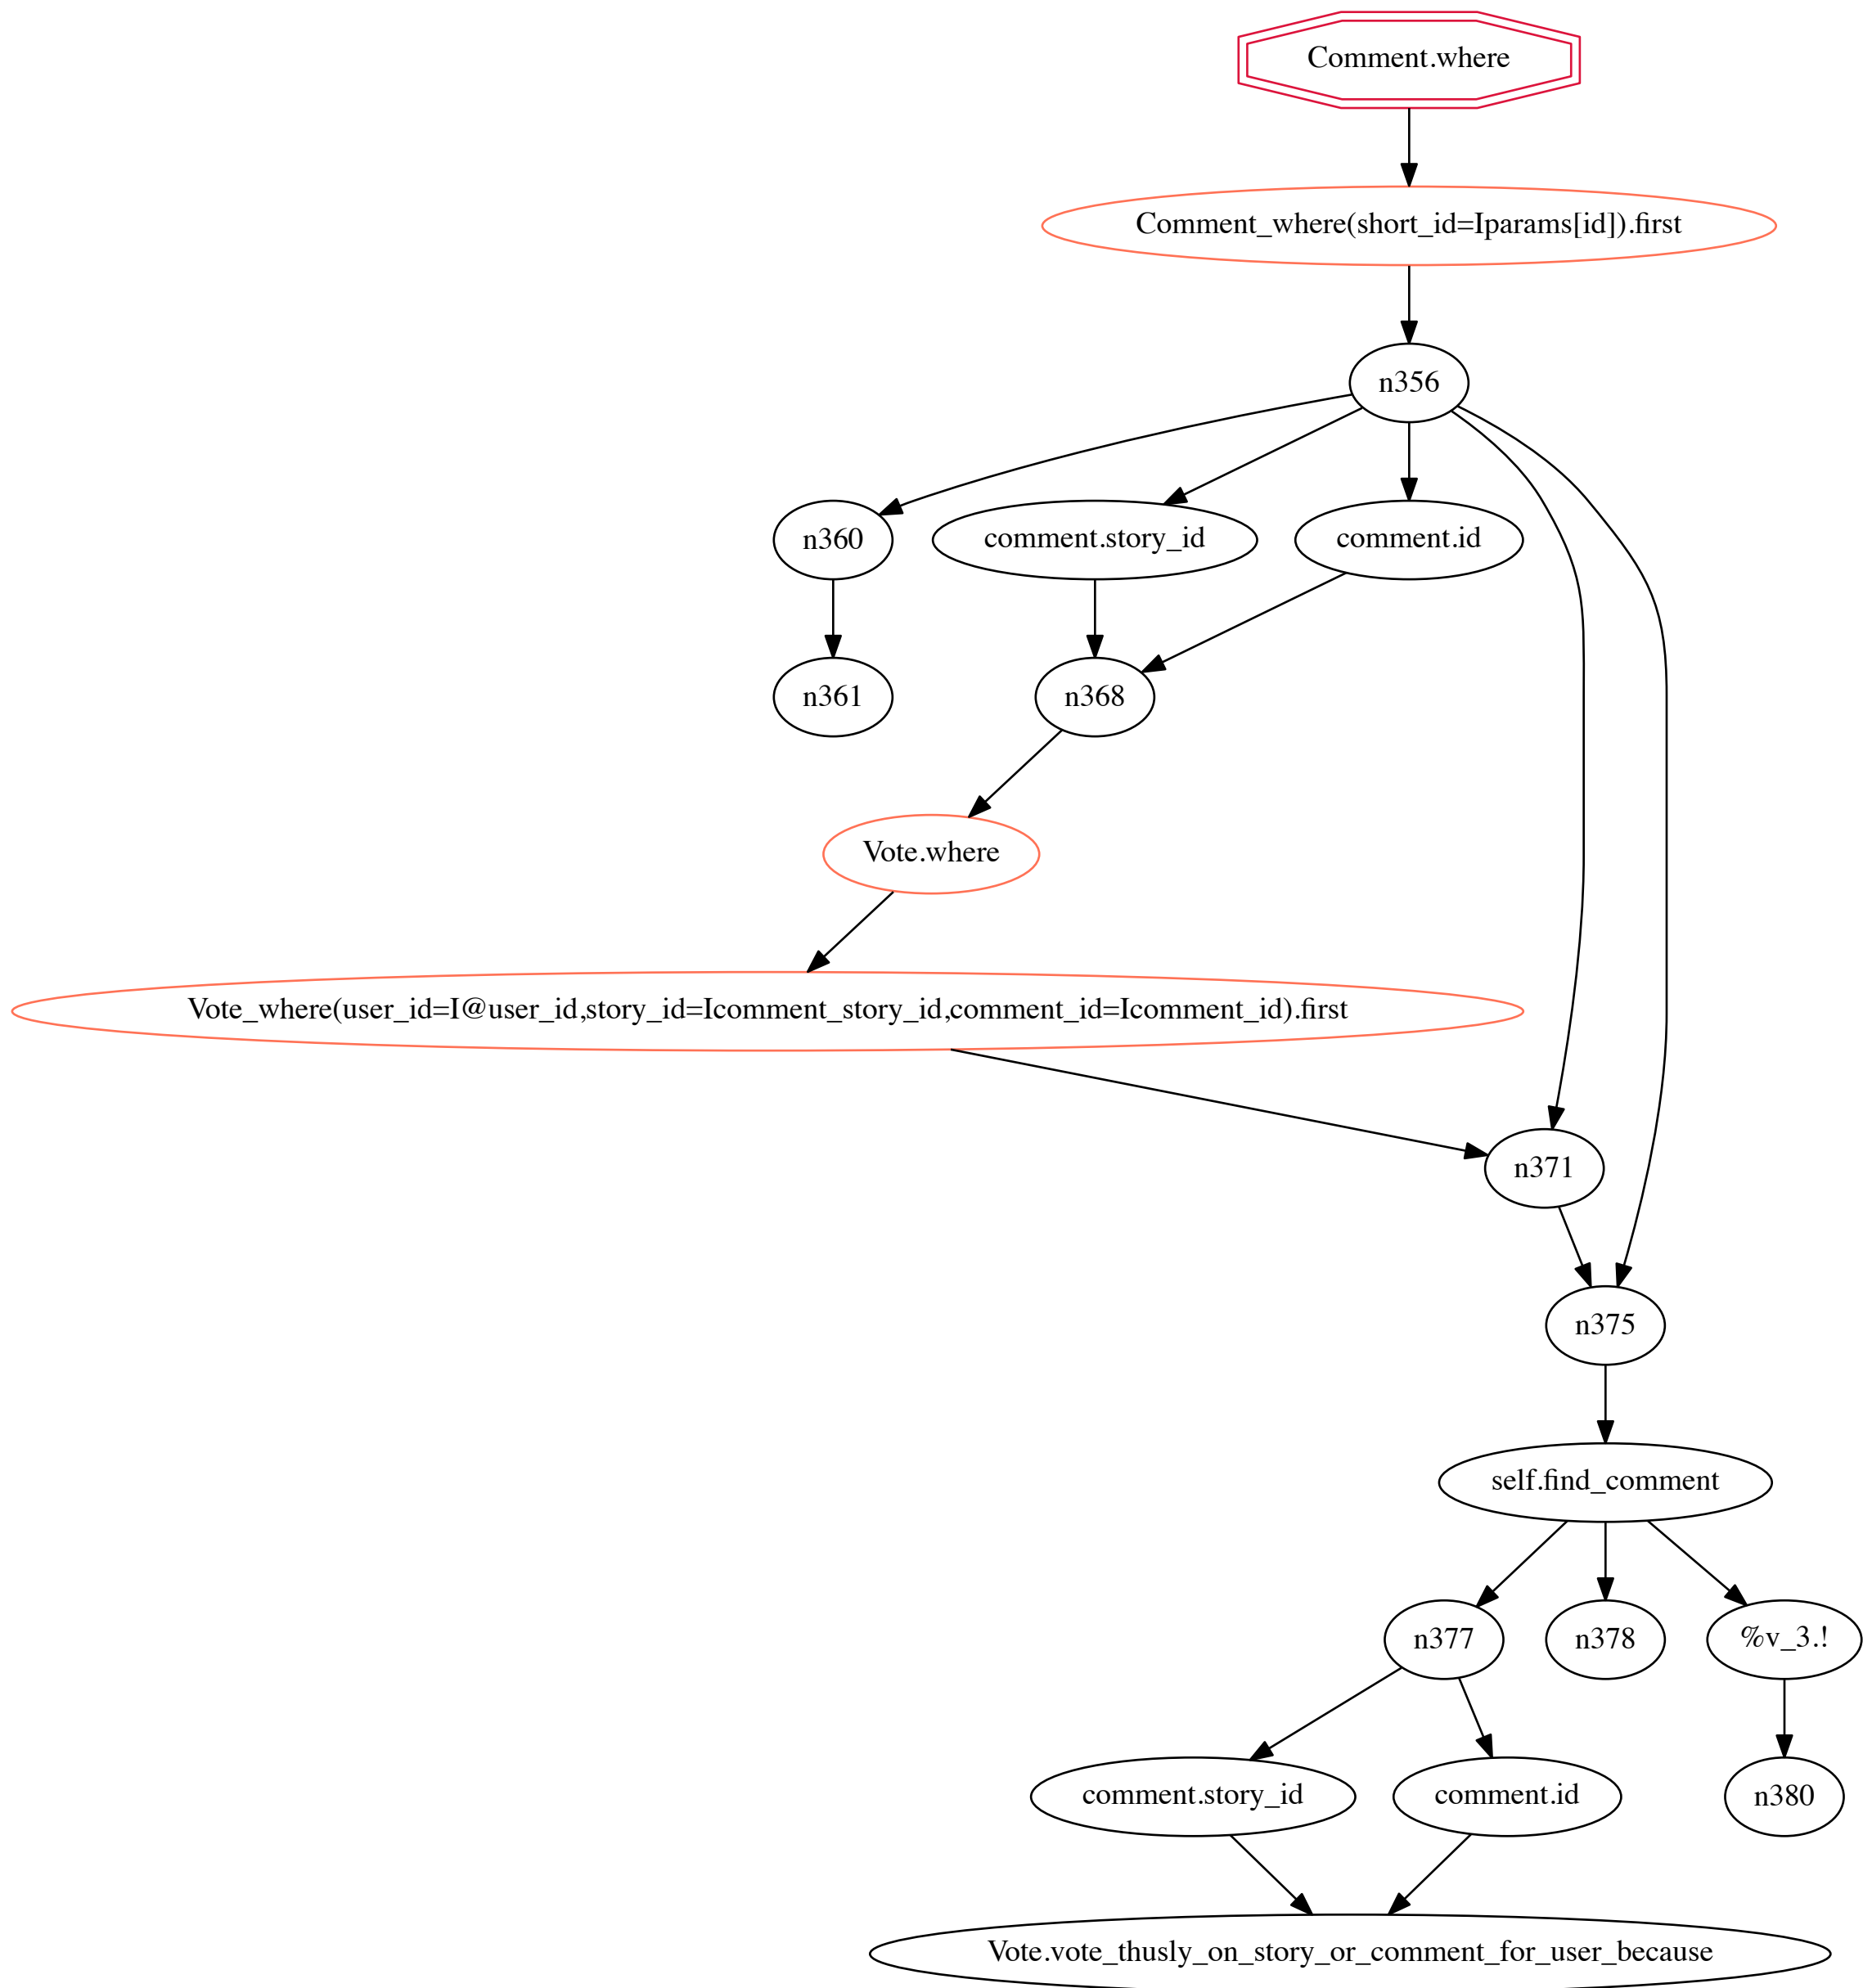 Comment.where
Comment_where(short_id=Iparams[id]).first
n356
n360
comment.story_id
comment.id
n361
n368
Vote.where
Vote_where(user_id=I@user_id,story_id=Icomment_story_id,comment_id=Icomment_id).first
n371
n375
self.find_comment
n377
n378
%v_3.!
comment.story_id
comment.id
n380
Vote.vote_thusly_on_story_or_comment_for_user_because